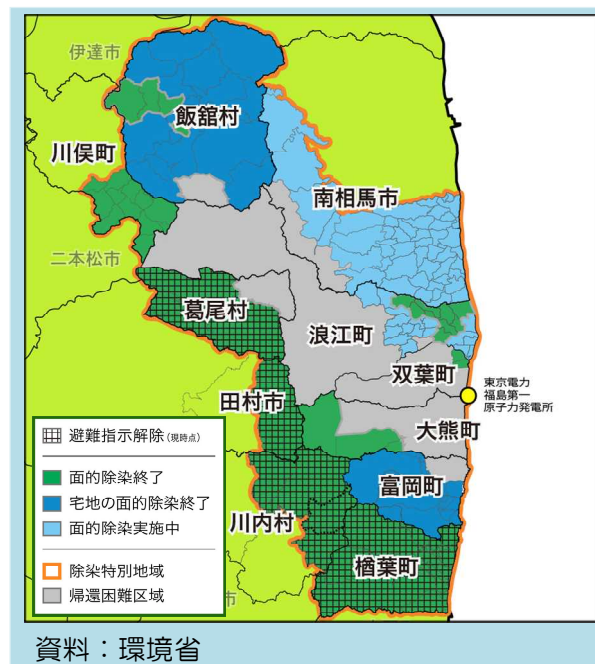 伊達市
飯舘村
川俣町
南相馬市
二本松市
葛尾村
浪江町
双葉町
東京電力
福島第一
原子力発電所
田村市
大熊町
避難指示解除(現時点)
面的除染終了
富岡町
宅地の面的除染終了
面的除染実施中
川内村
楢葉町
除染特別地域
帰還困難区域
市
資料：環境省